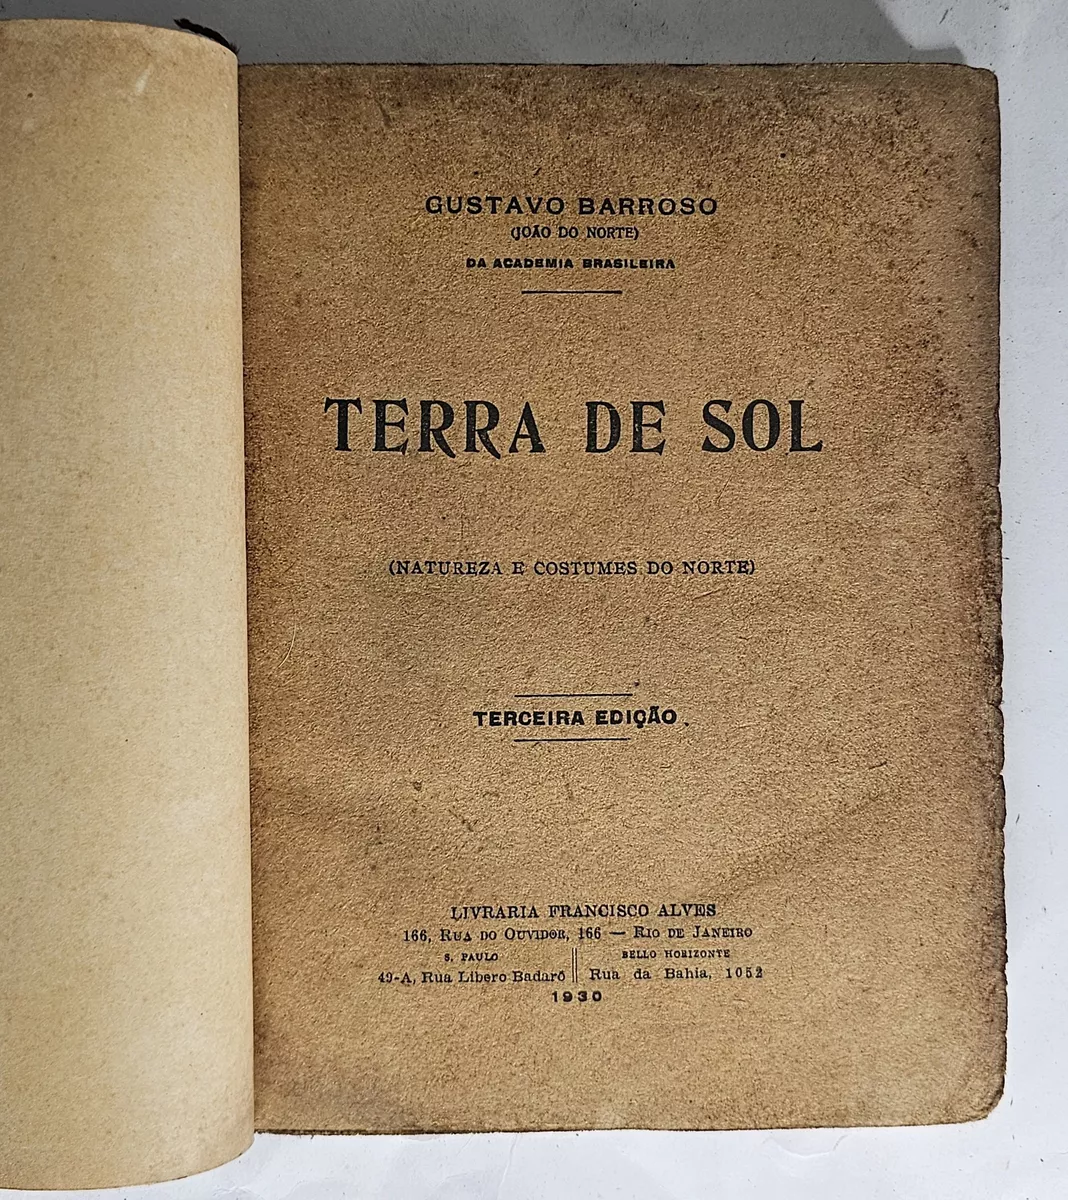 GUSTAVO BARROSO
(JOÃO DO NORTE)
DA ACADEMIA BRASILEIRA
TERRA DE SOL
(NATUREZA E COSTUMES DO NORTE)
TERCEIRA EDIÇÃO
LIVRARIA FRANCISCO ALVES
166, RUA DO OUVIDOR, 166 — RIO DE JANEIRO
S. PAULO
49-A, Rua Libero Badaró
BELLO HORIZONTE
Rua da Bahia, 1052
1930